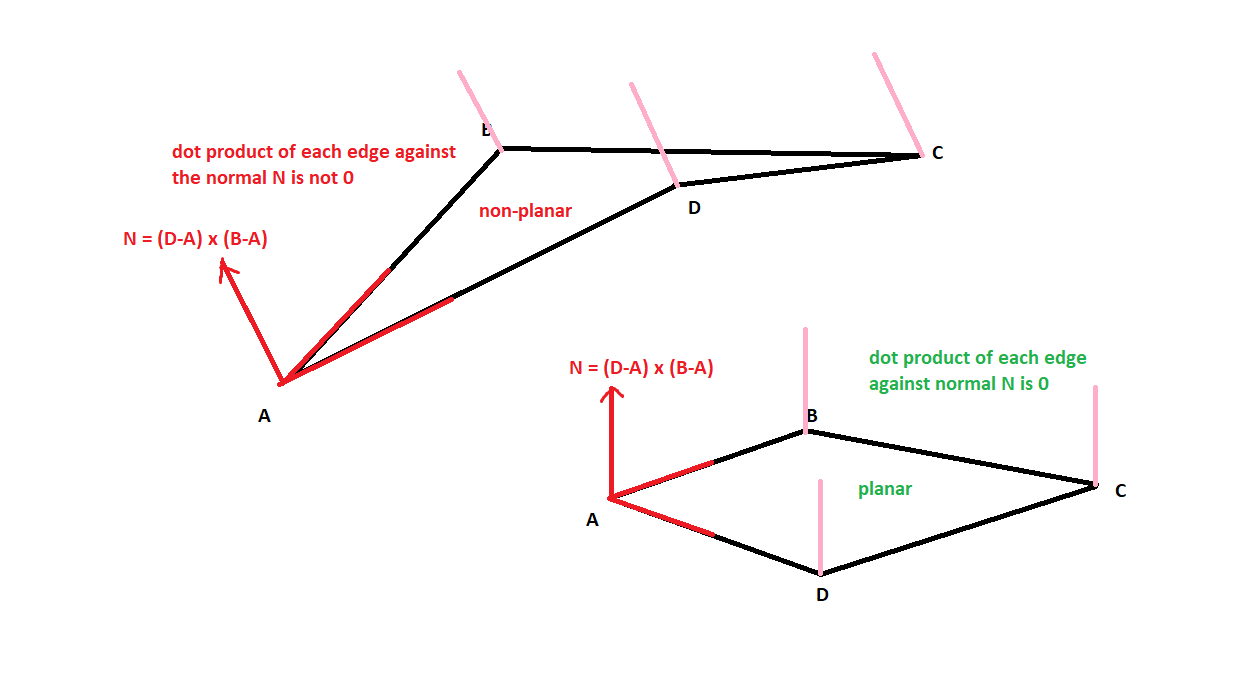 B
dot product of each edge against
the normal N is not 0
C
non-planar
D
N = (D-A) x (B-A)
A
N = (D-A) x (B-A)
dot product of each edge
against normal N is 0
B
planar
C
A
D